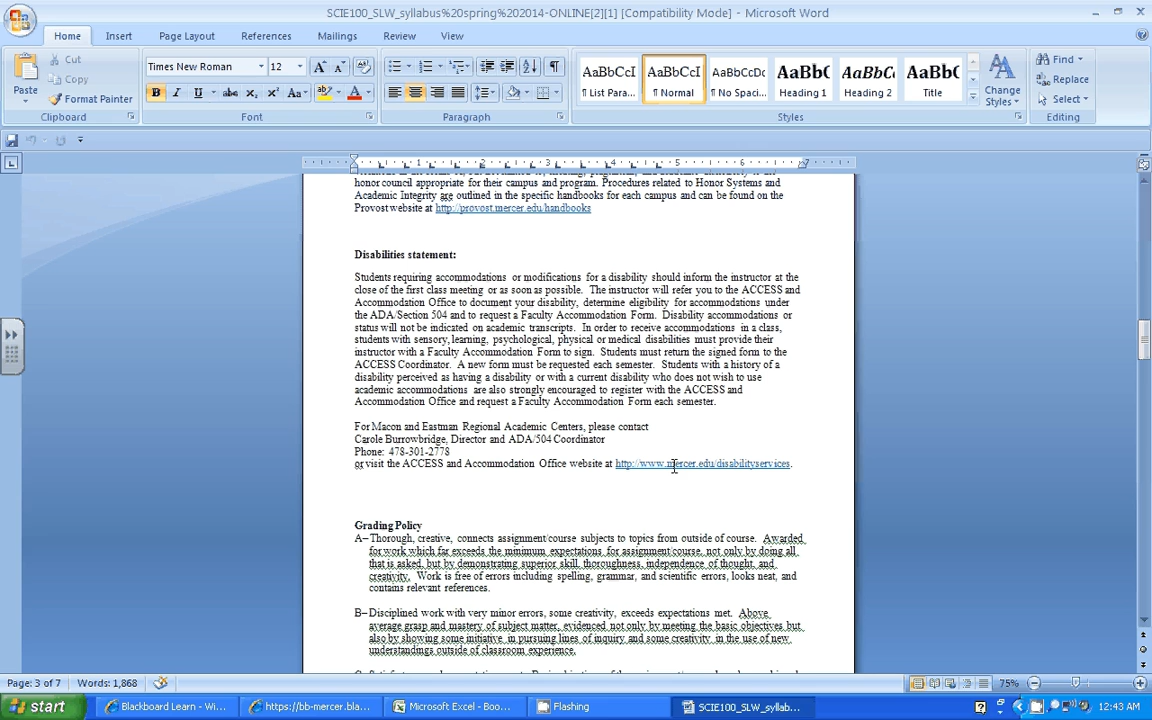 SCIE100_SLW_syllabus%20spring%202014-ONLINE[2][1] [Compatibility Mode] - Microsoft Word
Home Insert Page Layout References Mailings Review View
Paste
Cut
Copy
Format Painter
Clipboard
Times New Roman 12
Font
Paragraph
AaBbCcI AaBbCcI AaBbCcDc AaBbC AaBbCc AaBbC
¶ List Para... ¶ Normal ¶ No Spaci... Heading 1 Heading 2 Title
Change Styles
Styles
Find
Replace
Select
Editing
1 2 3 4 5 6 7
honor council appropriate for their campus and program. Procedures related to Honor Systems and
Academic Integrity are outlined in the specific handbooks for each campus and can be found on the
Provost website at http://provost.mercer.edu/handbooks
Disabilities statement:
Students requiring accommodations or modifications for a disability should inform the instructor at the
close of the first class meeting or as soon as possible. The instructor will refer you to the ACCESS and
Accommodation Office to document your disability, determine eligibility for accommodations under
the ADA/Section 504 and to request a Faculty Accommodation Form. Disability accommodations or
status will not be indicated on academic transcripts. In order to receive accommodations in a class,
students with sensory, learning, psychological, physical or medical disabilities must provide their
instructor with a Faculty Accommodation Form to sign. Students must return the signed form to the
ACCESS Coordinator. A new form must be requested each semester. Students with a history of a
disability perceived as having a disability or with a current disability who does not wish to use
academic accommodations are also strongly encouraged to register with the ACCESS and
Accommodation Office and request a Faculty Accommodation Form each semester.
For Macon and Eastman Regional Academic Centers, please contact
Carole Burrowbridge, Director and ADA/504 Coordinator
Phone: 478-301-2778
or visit the ACCESS and Accommodation Office website at http://www.mercer.edu/disabilityservices.
Grading Policy
A–Thorough, creative, connects assignment/course subjects to topics from outside of course. Awarded
for work which far exceeds the minimum expectations for assignment/course, not only by doing all
that is asked, but by demonstrating superior skill, thoroughness, independence of thought, and
creativity. Work is free of errors including spelling, grammar, and scientific errors, looks neat, and
contains relevant references.
B–Disciplined work with very minor errors, some creativity, exceeds expectations met. Above
average grasp and mastery of subject matter, evidenced not only by meeting the basic objectives but
also by showing some initiative in pursuing lines of inquiry and some creativity in the use of new
understandings outside of classroom experience.
Page: 3 of 7 Words: 1,868 75%
start Blackboard Learn - Wi... https://bb-mercer.bla... Microsoft Excel - Boo... Flashing SCIE100_SLW_syllab... 12:43 AM